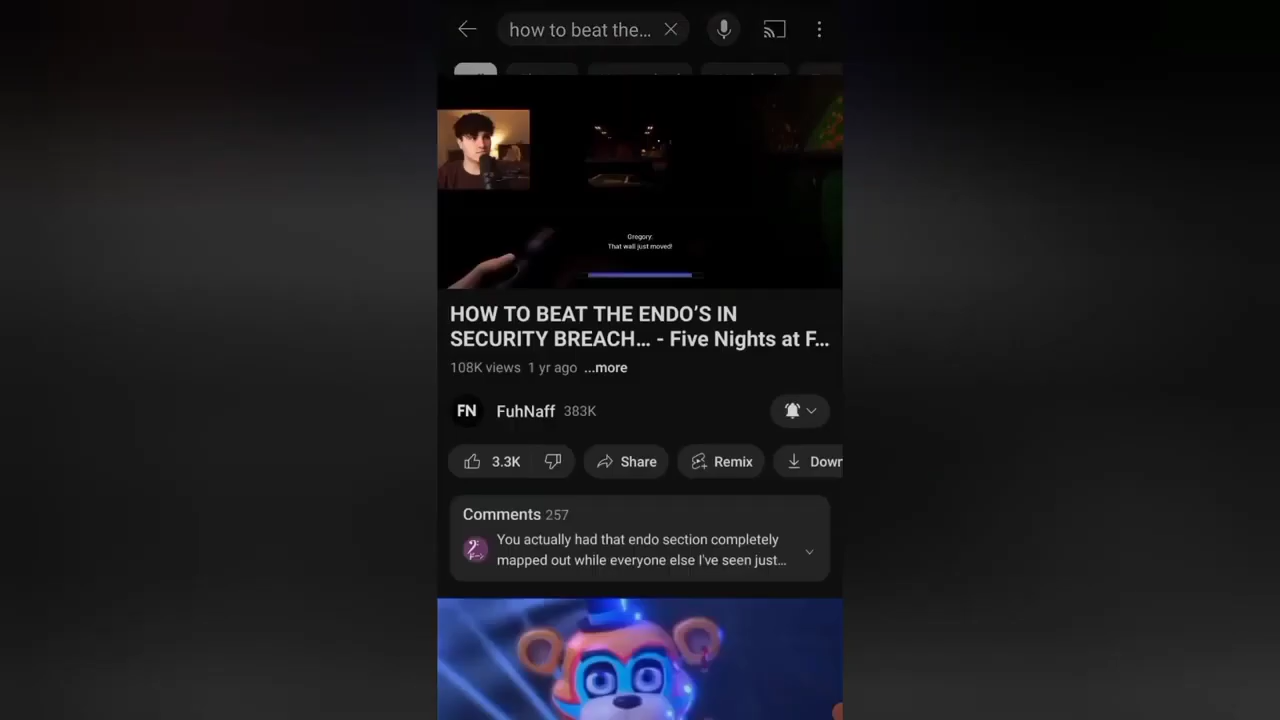 how to beat the...
Gregory:
That wall just moved!
HOW TO BEAT THE ENDO’S IN
SECURITY BREACH… - Five Nights at F...
108K views 1 yr ago ...more
FN FuhNaff 383K
3.3K Share Remix Down
Comments 257
You actually had that endo section completely
mapped out while everyone else I've seen just...